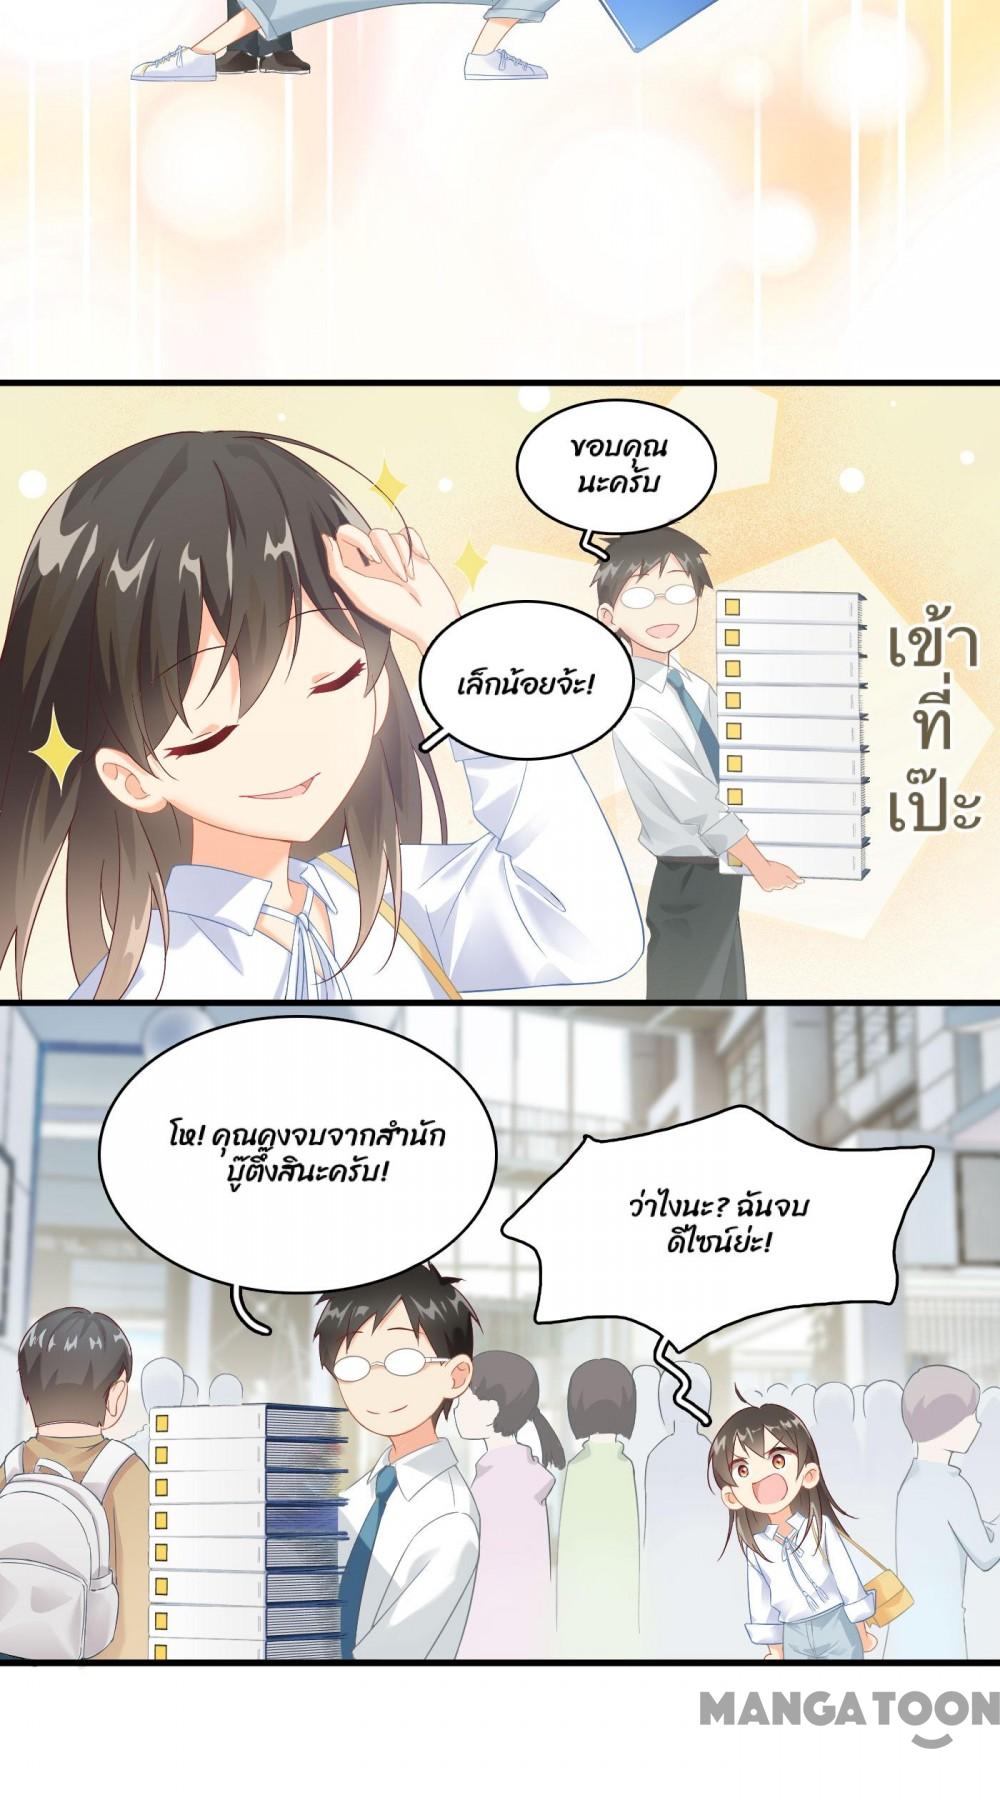 ขอบคุณ
นะครับ
เล็กน้อยจ้ะ!
เข้า
ที่
เป๊ะ
โห! คุณคงจบจากสำนัก
บู๊ตึ๊งสินะครับ!
ว่าไงนะ? ฉันจบ
ดีไซน์ย่ะ!
MANGATOON